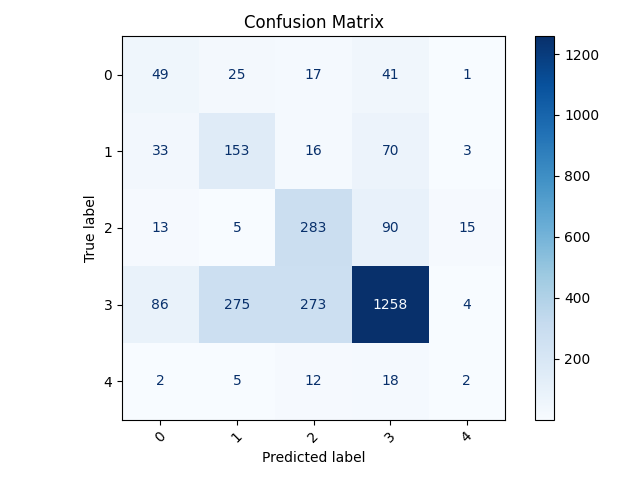 Confusion Matrix
True label
0 49 25 17 41 1
1 33 153 16 70 3
2 13 5 283 90 15
3 86 275 273 1258 4
4 2 5 12 18 2
0 1 2 3 4
Predicted label
1200
1000
800
600
400
200